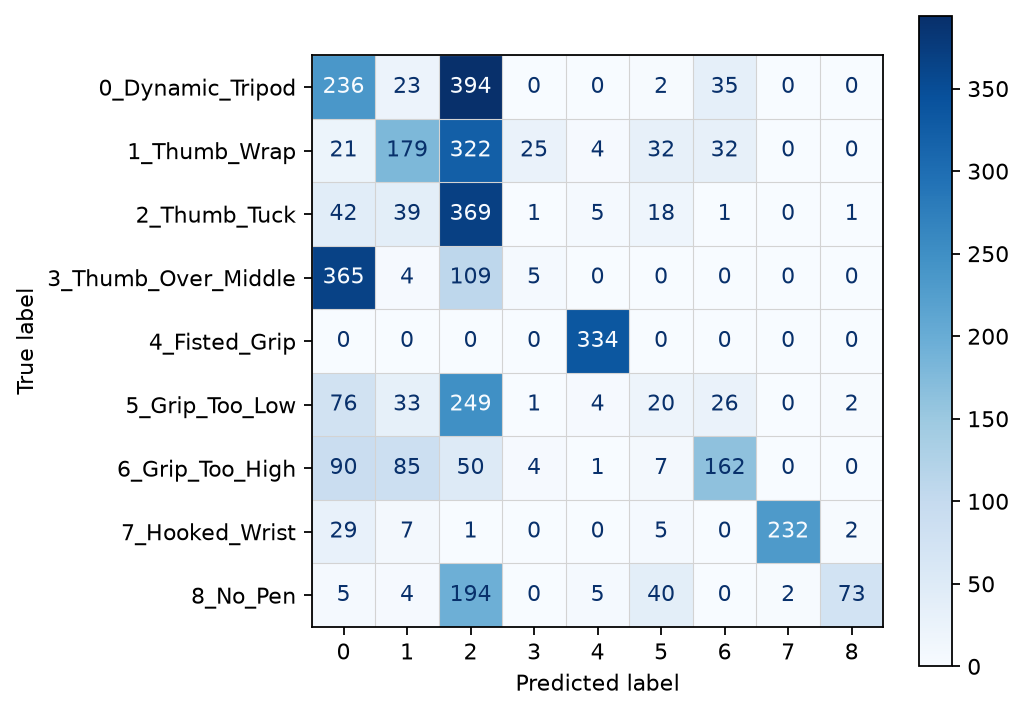 0_Dynamic_Tripod 236 23 394 0 0 2 35 0 0
1_Thumb_Wrap 21 179 322 25 4 32 32 0 0
2_Thumb_Tuck 42 39 369 1 5 18 1 0 1
3_Thumb_Over_Middle 365 4 109 5 0 0 0 0 0
4_Fisted_Grip 0 0 0 0 334 0 0 0 0
5_Grip_Too_Low 76 33 249 1 4 20 26 0 2
6_Grip_Too_High 90 85 50 4 1 7 162 0 0
7_Hooked_Wrist 29 7 1 0 0 5 0 232 2
8_No_Pen 5 4 194 0 5 40 0 2 73
0 1 2 3 4 5 6 7 8
Predicted label
True label
350
300
250
200
150
100
50
0